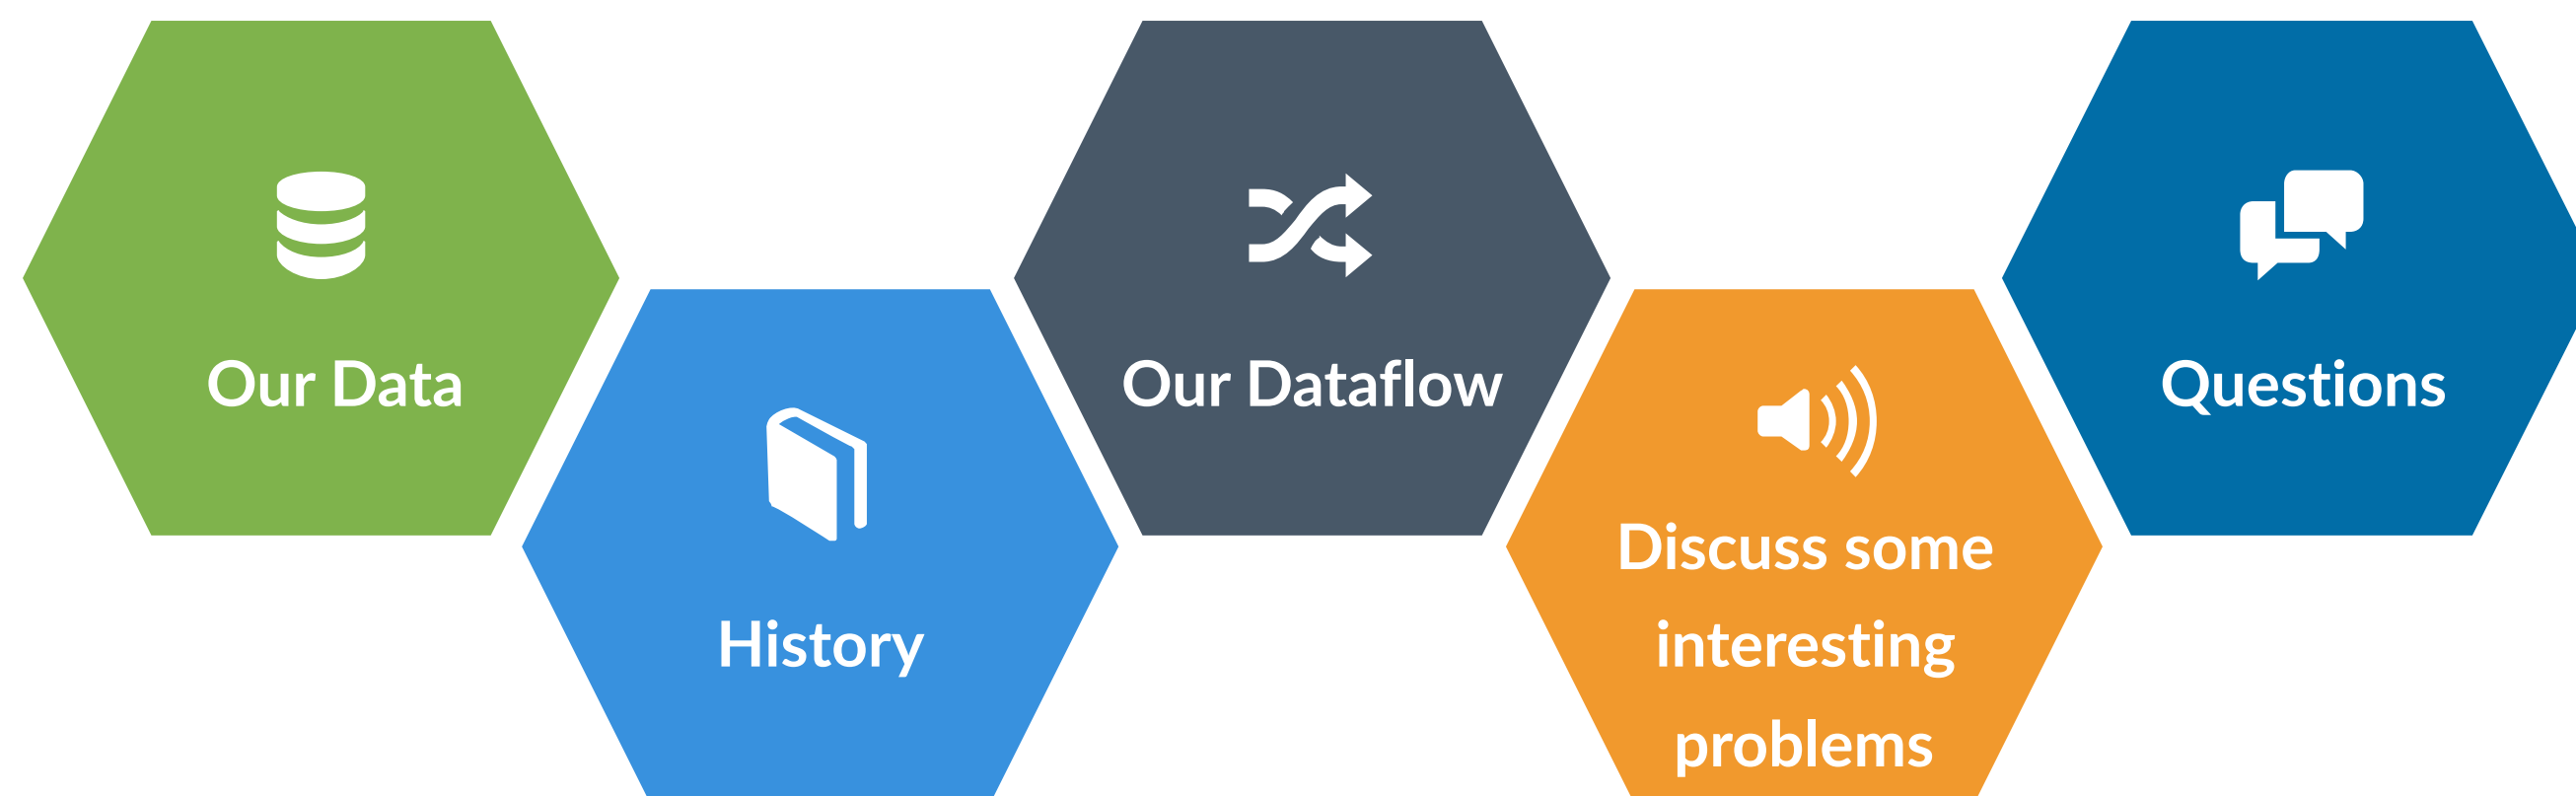 Our Data
History
Our Dataflow
Discuss some
interesting
problems
Questions